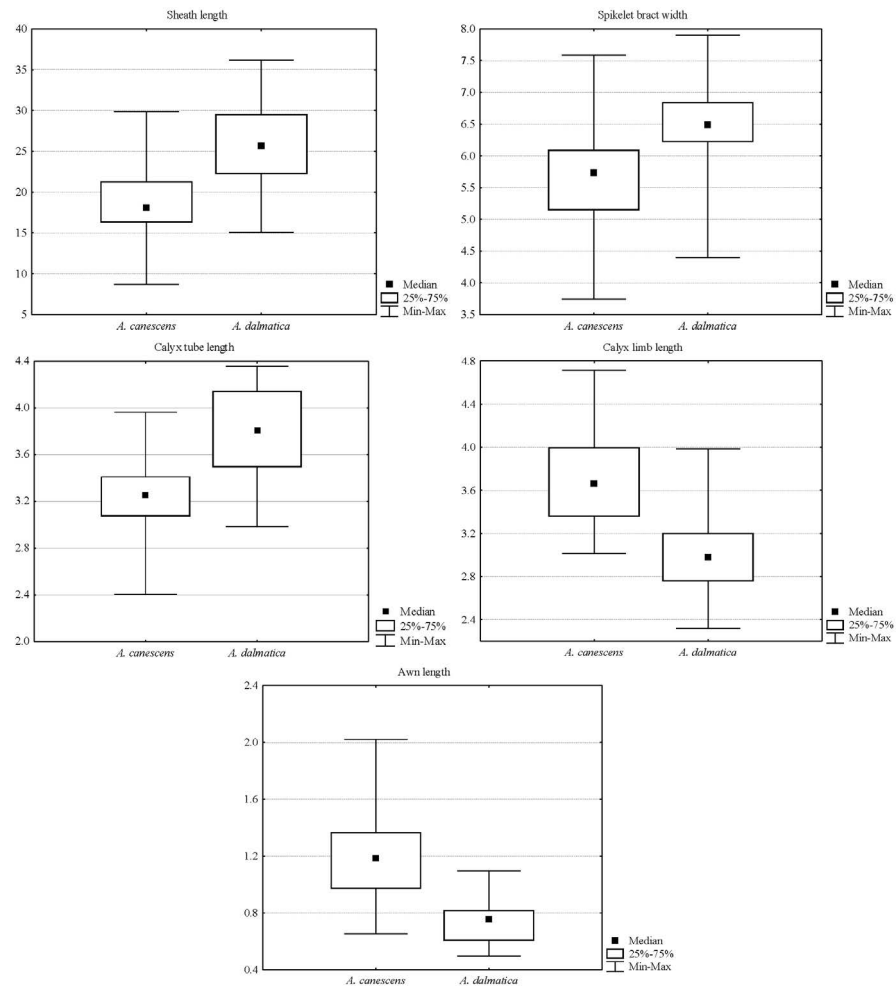 Sheath length
40
35
30
25
20
15
10
5
A. canescens
A. dalmatica
Median
25%-75%
Min-Max
Spikelet bract width
8.0
7.5
7.0
6.5
6.0
5.5
5.0
4.5
4.0
3.5
A. canescens
A. dalmatica
Median
25%-75%
Min-Max
Calyx tube length
4.4
4.0
3.6
3.2
2.8
2.4
2.0
A. canescens
A. dalmatica
Median
25%-75%
Min-Max
Calyx limb length
4.8
4.4
4.0
3.6
3.2
2.8
2.4
A. canescens
A. dalmatica
Median
25%-75%
Min-Max
Awn length
2.4
2.0
1.6
1.2
0.8
0.4
A. canescens
A. dalmatica
Median
25%-75%
Min-Max